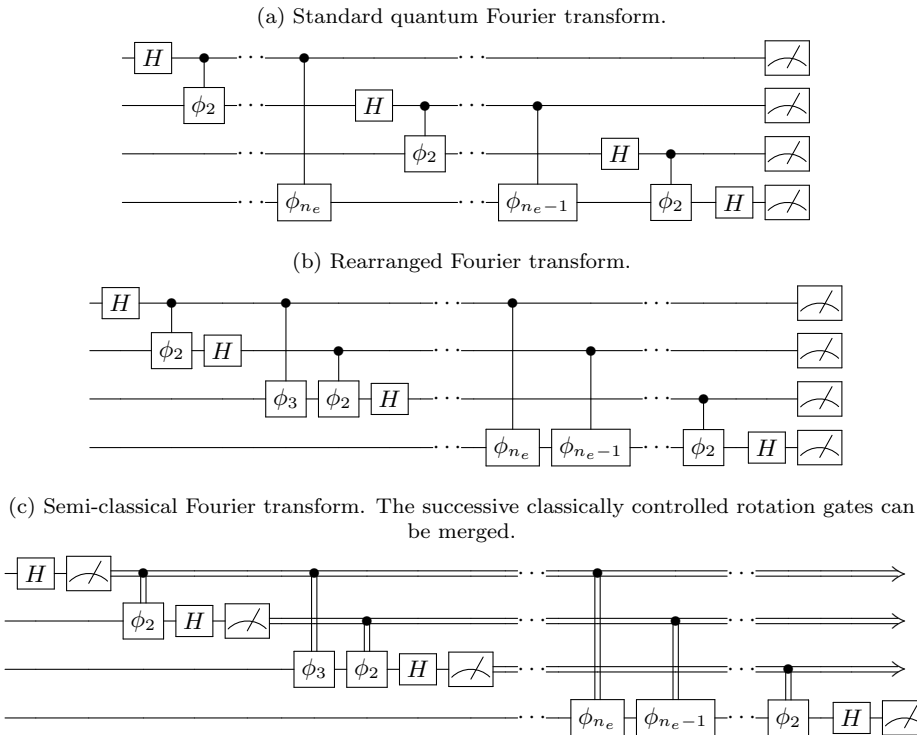 (a) Standard quantum Fourier transform.
H
ϕ₂ ··· ··· H ···
H ϕ₂
ϕₙₑ ··· ϕₙₑ₋₁ ··· ϕ₂ H
(b) Rearranged Fourier transform.
H ··· ···
ϕ₂ H ··· ···
ϕ₃ ϕ₂ H ··· ···
··· ϕₙₑ ϕₙₑ₋₁ ··· ϕ₂ H
(c) Semi-classical Fourier transform. The successive classically controlled rotation gates can
be merged.
H ··· ···
ϕ₂ H ··· ···
ϕ₃ ϕ₂ H ··· ···
··· ϕₙₑ ϕₙₑ₋₁ ··· ϕ₂ H